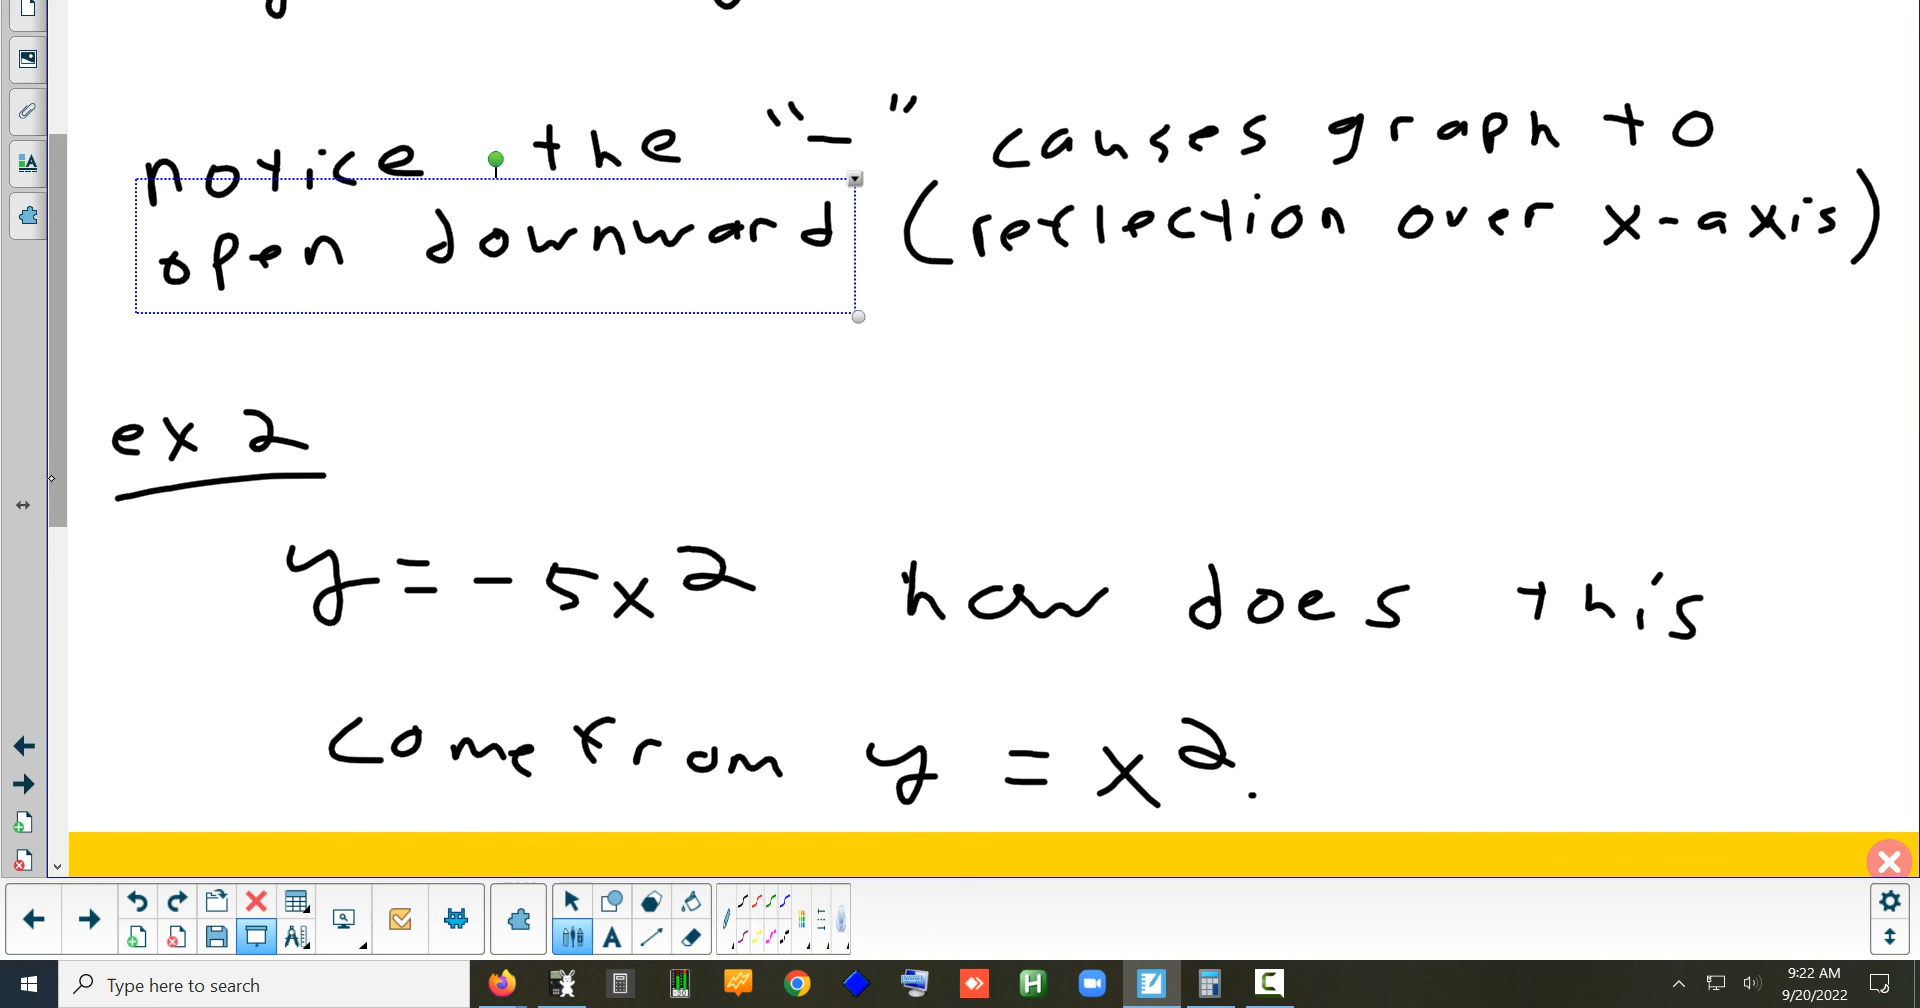 notice the "-" causes graph to
open downward (reflection over x-axis)
ex 2
y = -5x²   how does this
come from y = x².
Type here to search
9:22 AM
9/20/2022